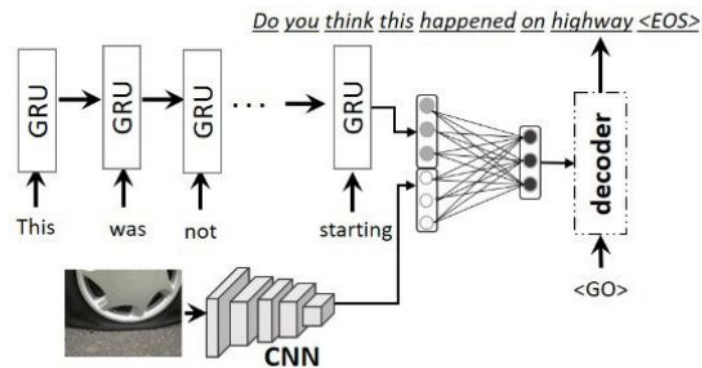 Do you think this happened on highway <EOS>
GRU GRU GRU ... GRU
decoder
This was not starting
<GO>
CNN